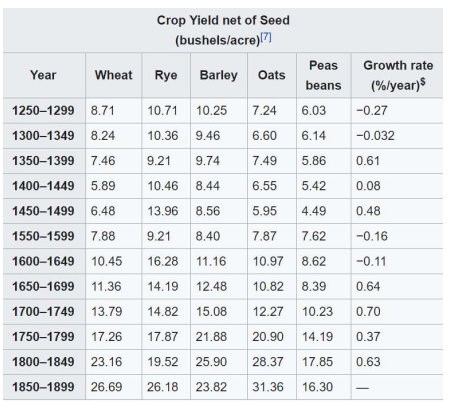 Crop Yield net of Seed
(bushels/acre)[7]
Year Wheat Rye Barley Oats Peas beans Growth rate (%/year)$
1250–1299 8.71 10.71 10.25 7.24 6.03 −0.27
1300–1349 8.24 10.36 9.46 6.60 6.14 −0.032
1350–1399 7.46 9.21 9.74 7.49 5.86 0.61
1400–1449 5.89 10.46 8.44 6.55 5.42 0.08
1450–1499 6.48 13.96 8.56 5.95 4.49 0.48
1550–1599 7.88 9.21 8.40 7.87 7.62 −0.16
1600–1649 10.45 16.28 11.16 10.97 8.62 −0.11
1650–1699 11.36 14.19 12.48 10.82 8.39 0.64
1700–1749 13.79 14.82 15.08 12.27 10.23 0.70
1750–1799 17.26 17.87 21.88 20.90 14.19 0.37
1800–1849 23.16 19.52 25.90 28.37 17.85 0.63
1850–1899 26.69 26.18 23.82 31.36 16.30 —